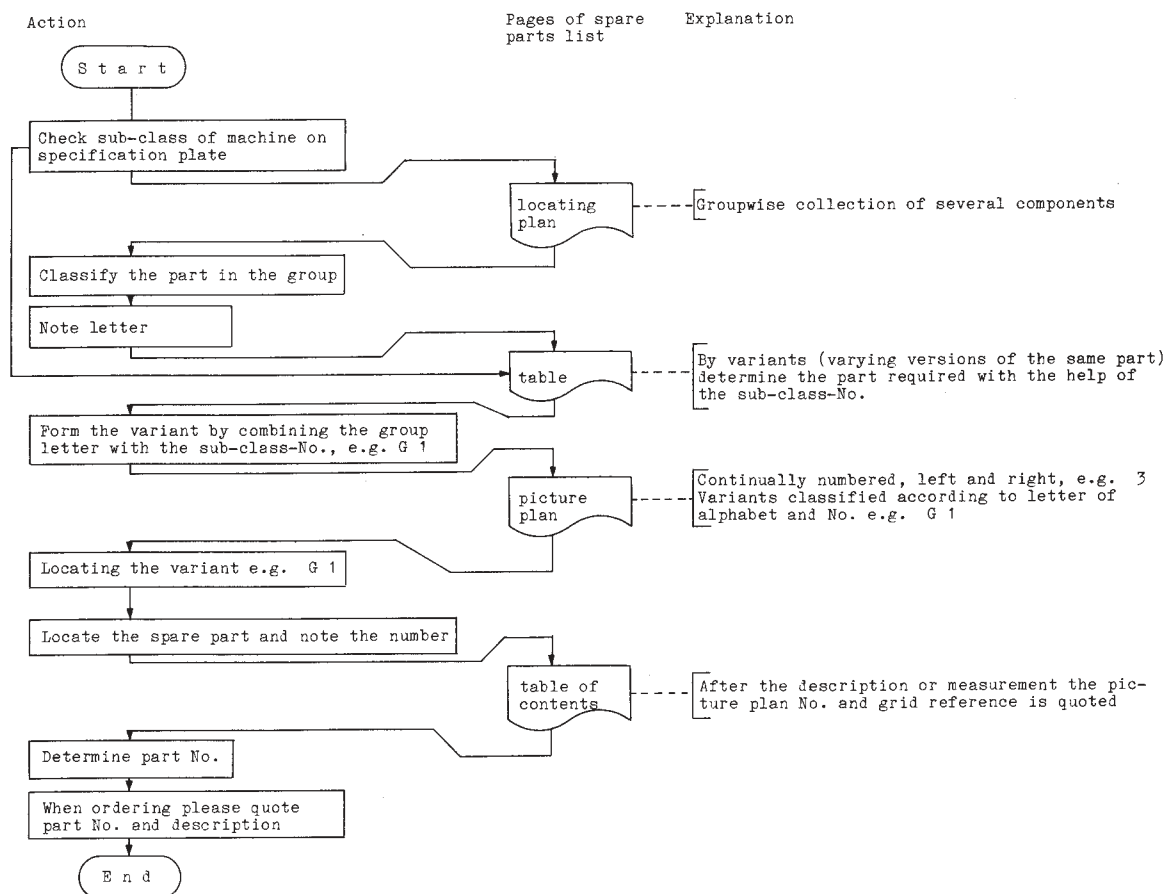 Action
Pages of spare
parts list
Explanation
Start
Check sub-class of machine on
specification plate
locating
plan
Groupwise collection of several components
Classify the part in the group
Note letter
table
By variants (varying versions of the same part)
determine the part required with the help of
the sub-class-No.
Form the variant by combining the group
letter with the sub-class-No., e.g. G 1
picture
plan
Continually numbered, left and right, e.g. 3
Variants classified according to letter of
alphabet and No. e.g. G 1
Locating the variant e.g. G 1
Locate the spare part and note the number
table of
contents
After the description or measurement the pic-
ture plan No. and grid reference is quoted
Determine part No.
When ordering please quote
part No. and description
End